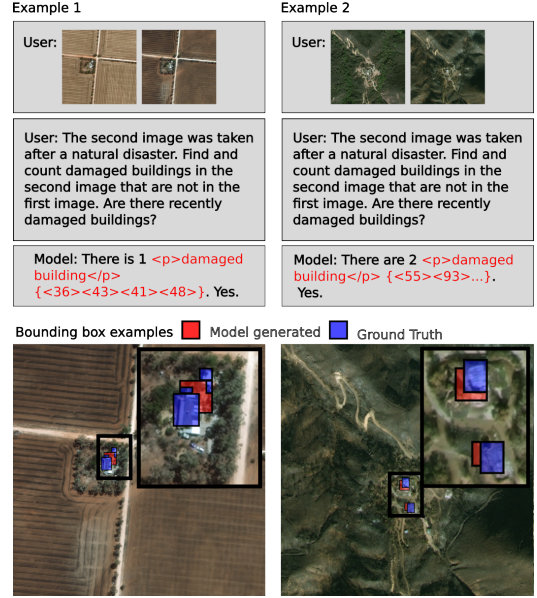 Example 1
Example 2
User:
User:
User: The second image was taken
after a natural disaster. Find and
count damaged buildings in the
second image that are not in the
first image. Are there recently
damaged buildings?
User: The second image was taken
after a natural disaster. Find and
count damaged buildings in the
second image that are not in the
first image. Are there recently
damaged buildings?
Model: There is 1 <p>damaged
building</p>
{<36><43><41><48>}. Yes.
Model: There are 2 <p>damaged
building</p> {<55><93>...}.
Yes.
Bounding box examples
Model generated
Ground Truth